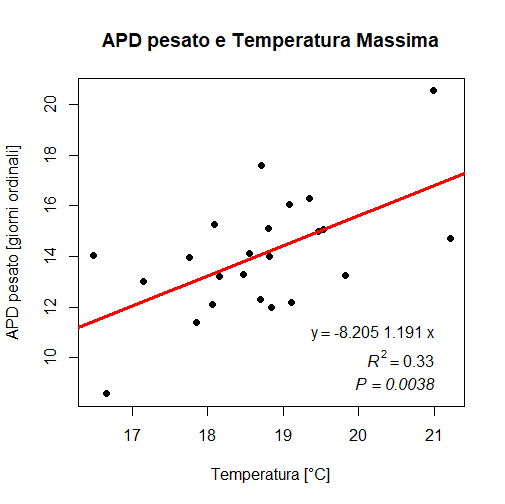 APD pesato e Temperatura Massima
APD pesato [giorni ordinali]
20
18
16
14
12
10
y = -8.205 1.191 x
R² = 0.33
P = 0.0038
17 18 19 20 21
Temperatura [°C]